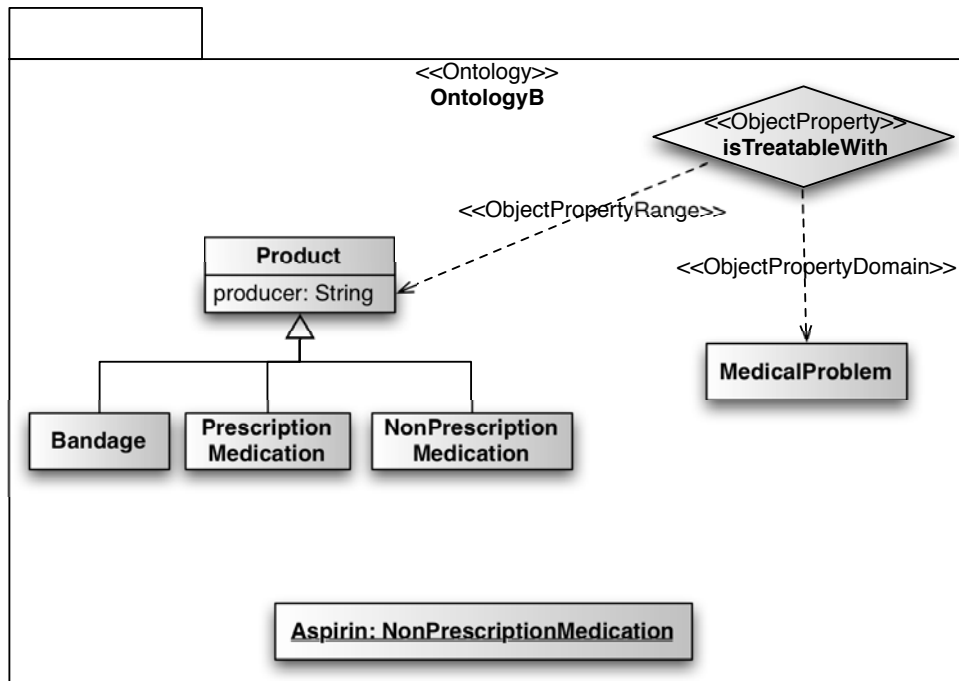 <<Ontology>>
OntologyB
<<ObjectProperty>>
isTreatableWith
<<ObjectPropertyRange>>
Product
producer: String
<<ObjectPropertyDomain>>
MedicalProblem
Bandage
Prescription
Medication
NonPrescription
Medication
Aspirin: NonPrescriptionMedication